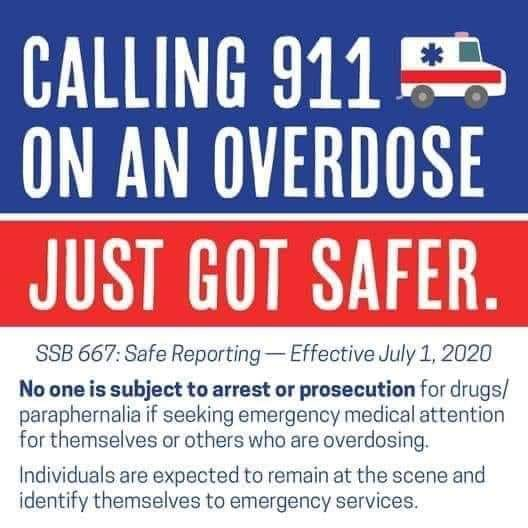 CALLING 911
ON AN OVERDOSE
JUST GOT SAFER.
SSB 667: Safe Reporting — Effective July 1, 2020
No one is subject to arrest or prosecution for drugs/
paraphernalia if seeking emergency medical attention
for themselves or others who are overdosing.
Individuals are expected to remain at the scene and
identify themselves to emergency services.